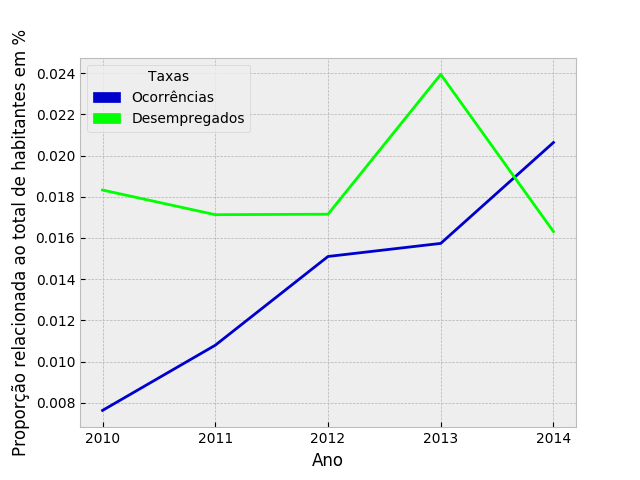 Proporção relacionada ao total de habitantes em %
0.024
0.022
0.020
0.018
0.016
0.014
0.012
0.010
0.008
Taxas
Ocorrências
Desempregados
2010 2011 2012 2013 2014
Ano